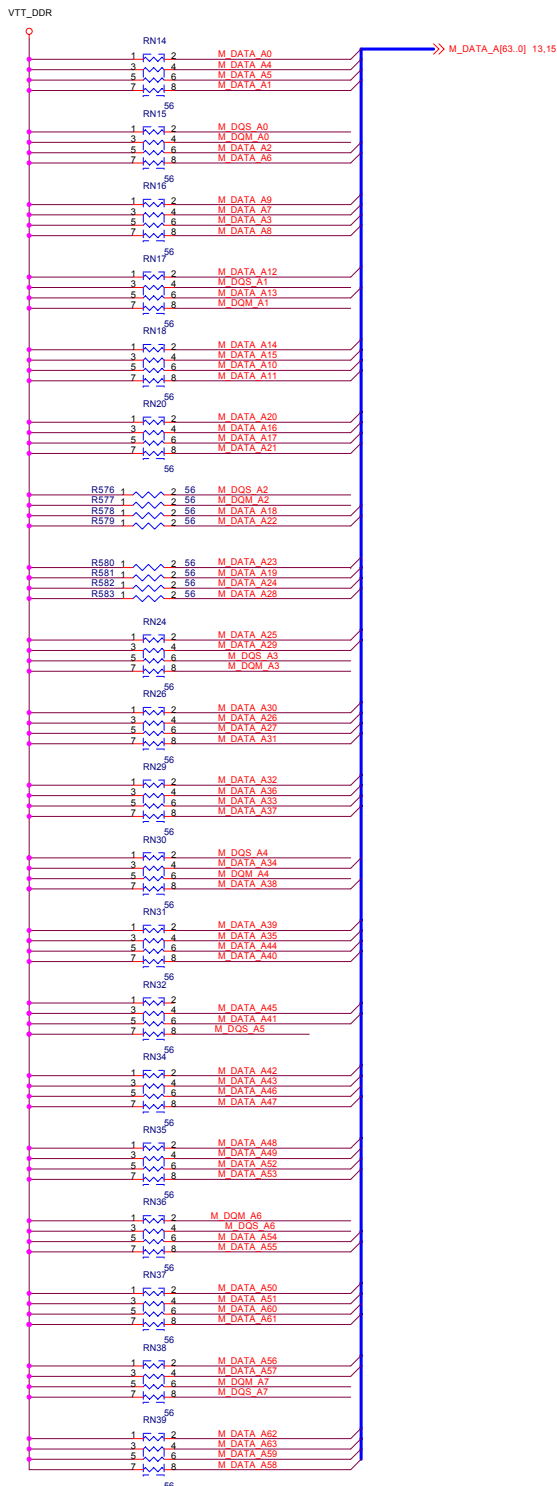 VTT_DDR
M_DATA_A[63..0] 13,15
RN14
1 2 M_DATA_A0
3 4 M_DATA_A4
5 6 M_DATA_A5
7 8 M_DATA_A1
56
RN15
1 2 M_DQS_A0
3 4 M_DQM_A0
5 6 M_DATA_A2
7 8 M_DATA_A6
56
RN16
1 2 M_DATA_A9
3 4 M_DATA_A7
5 6 M_DATA_A3
7 8 M_DATA_A8
56
RN17
1 2 M_DATA_A12
3 4 M_DQS_A1
5 6 M_DATA_A13
7 8 M_DQM_A1
56
RN18
1 2 M_DATA_A14
3 4 M_DATA_A15
5 6 M_DATA_A10
7 8 M_DATA_A11
56
RN20
1 2 M_DATA_A20
3 4 M_DATA_A16
5 6 M_DATA_A17
7 8 M_DATA_A21
56
R576 1 2 56 M_DQS_A2
R577 1 2 56 M_DQM_A2
R578 1 2 56 M_DATA_A18
R579 1 2 56 M_DATA_A22
R580 1 2 56 M_DATA_A23
R581 1 2 56 M_DATA_A19
R582 1 2 56 M_DATA_A24
R583 1 2 56 M_DATA_A28
RN24
1 2 M_DATA_A25
3 4 M_DATA_A29
5 6 M_DQS_A3
7 8 M_DQM_A3
56
RN26
1 2 M_DATA_A30
3 4 M_DATA_A26
5 6 M_DATA_A27
7 8 M_DATA_A31
56
RN29
1 2 M_DATA_A32
3 4 M_DATA_A36
5 6 M_DATA_A33
7 8 M_DATA_A37
56
RN30
1 2 M_DQS_A4
3 4 M_DATA_A34
5 6 M_DQM_A4
7 8 M_DATA_A38
56
RN31
1 2 M_DATA_A39
3 4 M_DATA_A35
5 6 M_DATA_A44
7 8 M_DATA_A40
56
RN32
1 2
3 4 M_DATA_A45
5 6 M_DATA_A41
7 8 M_DQS_A5
56
RN34
1 2 M_DATA_A42
3 4 M_DATA_A43
5 6 M_DATA_A46
7 8 M_DATA_A47
56
RN35
1 2 M_DATA_A48
3 4 M_DATA_A49
5 6 M_DATA_A52
7 8 M_DATA_A53
56
RN36
1 2 M_DQM_A6
3 4 M_DQS_A6
5 6 M_DATA_A54
7 8 M_DATA_A55
56
RN37
1 2 M_DATA_A50
3 4 M_DATA_A51
5 6 M_DATA_A60
7 8 M_DATA_A61
56
RN38
1 2 M_DATA_A56
3 4 M_DATA_A57
5 6 M_DQM_A7
7 8 M_DQS_A7
56
RN39
1 2 M_DATA_A62
3 4 M_DATA_A63
5 6 M_DATA_A59
7 8 M_DATA_A58
56